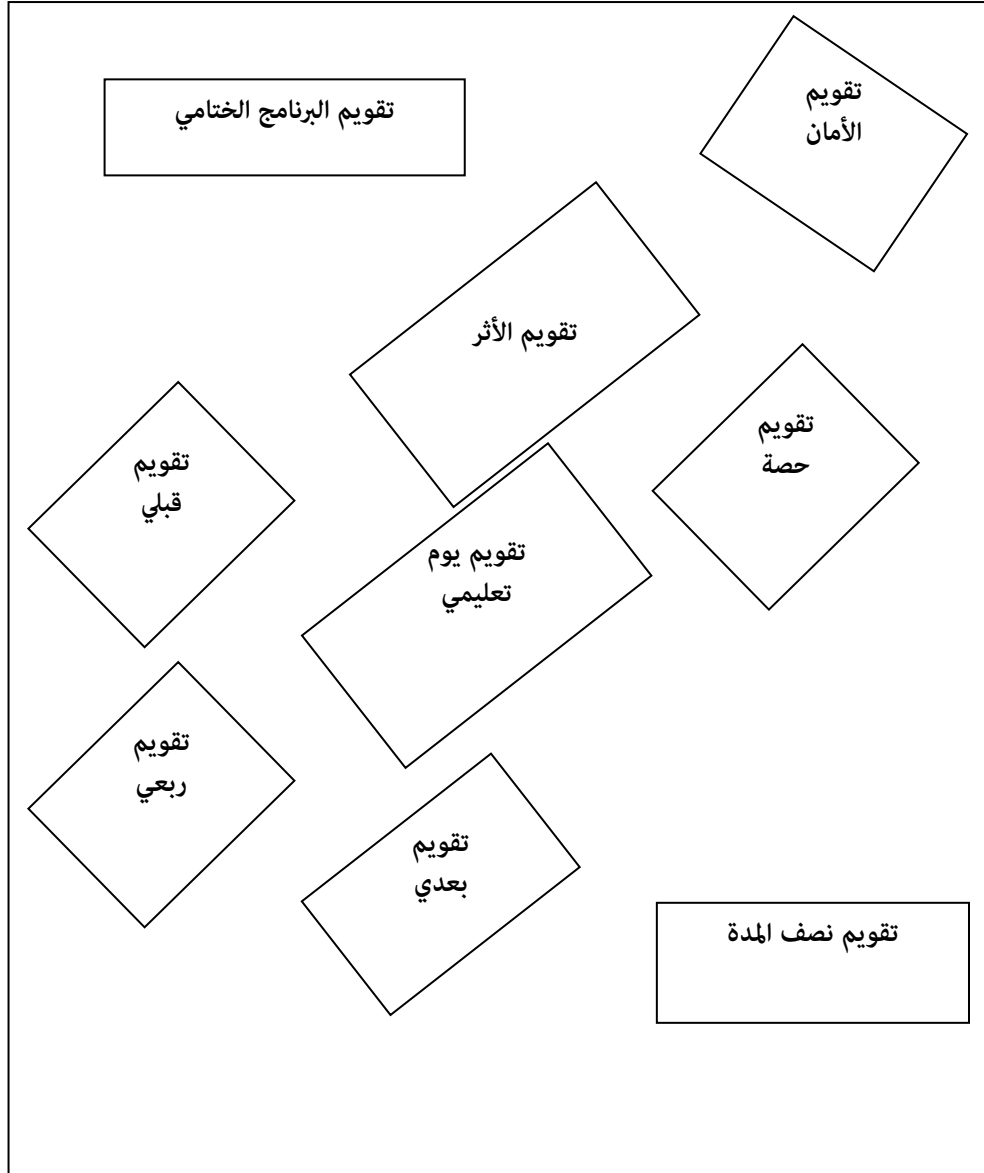 تقويم
الأمان
تقويم البرنامج الختامي
تقويم الأثر
تقويم
حصة
تقويم
قبلي
تقويم يوم
تعليمي
تقويم
ربعي
تقويم
بعدي
تقويم نصف المدة